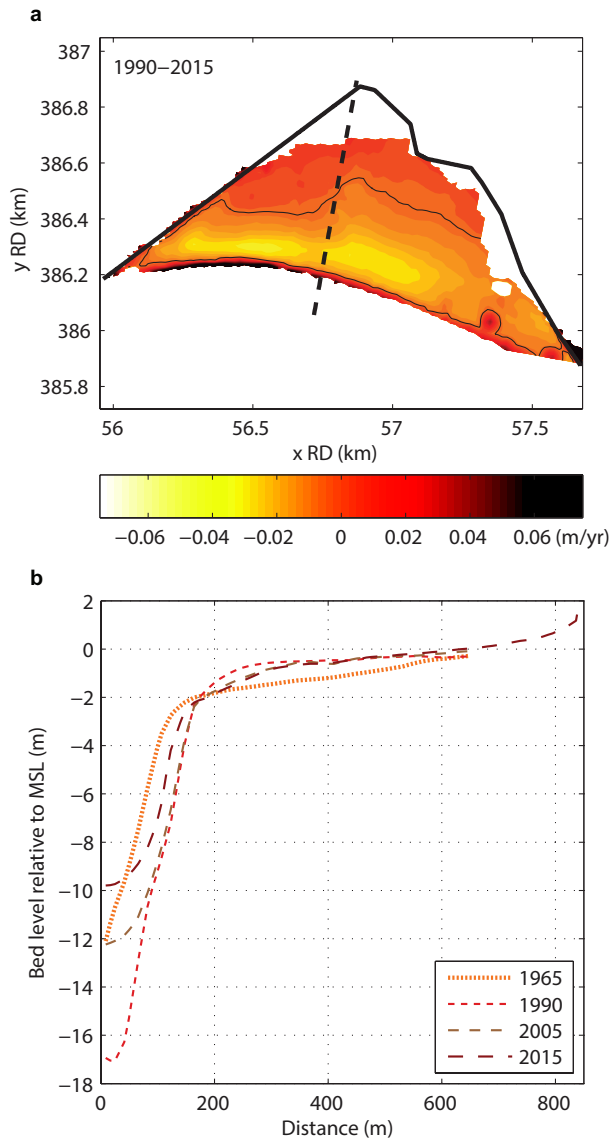 a
387
1990−2015
386.8
386.6
386.4
386.2
386
385.8
y RD (km)
56 56.5 57 57.5
x RD (km)
−0.06 −0.04 −0.02 0 0.02 0.04 0.06 (m/yr)
b
2
0
−2
−4
−6
−8
−10
−12
−14
−16
−18
Bed level relative to MSL (m)
1965
1990
2005
2015
0 200 400 600 800
Distance (m)